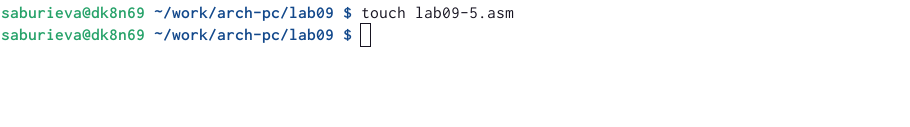 saburieva@dk8n69 ~/work/arch-pc/lab09 $ touch lab09-5.asm
saburieva@dk8n69 ~/work/arch-pc/lab09 $